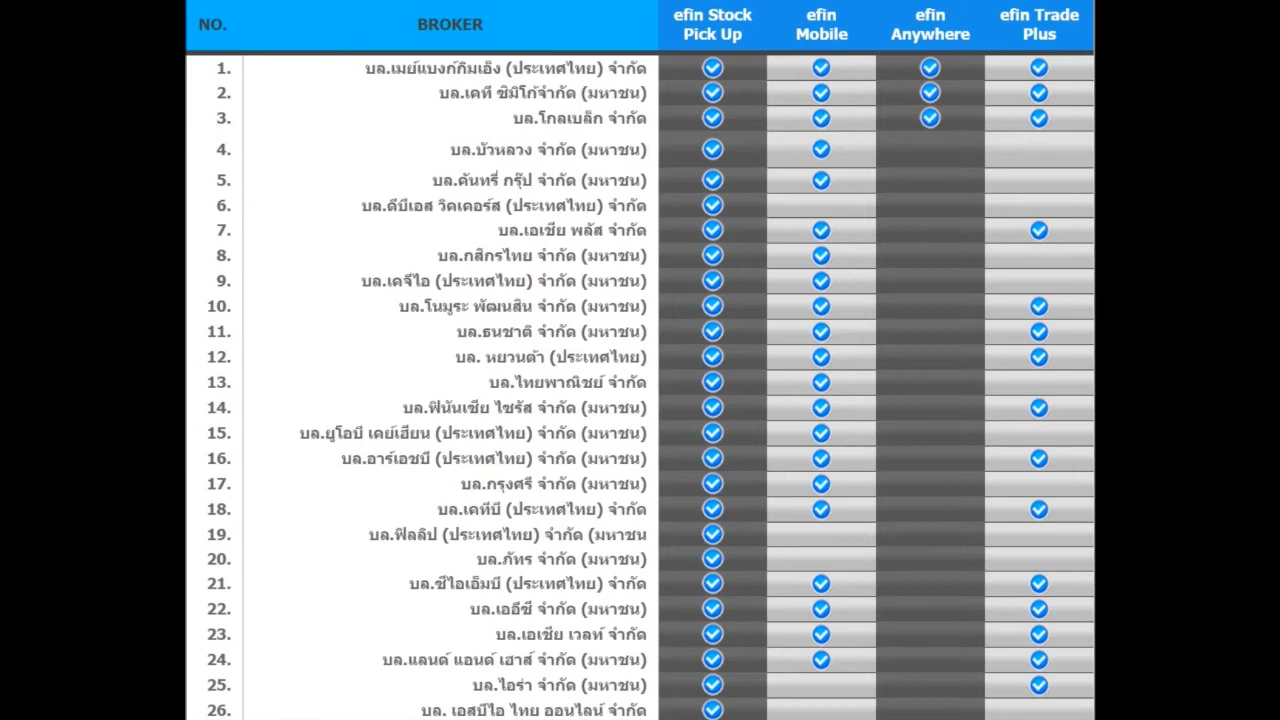 NO. BROKER efin Stock Pick Up efin Mobile efin Anywhere efin Trade Plus
1. บล.เมย์แบงก์กิมเอ็ง (ประเทศไทย) จำกัด
2. บล.เคที ซีมิโก้จำกัด (มหาชน)
3. บล.โกลเบล็ก จำกัด
4. บล.บัวหลวง จำกัด (มหาชน)
5. บล.คันทรี่ กรุ๊ป จำกัด (มหาชน)
6. บล.ดีบีเอส วิคเคอร์ส (ประเทศไทย) จำกัด
7. บล.เอเซีย พลัส จำกัด
8. บล.กสิกรไทย จำกัด (มหาชน)
9. บล.เคจีไอ (ประเทศไทย) จำกัด (มหาชน)
10. บล.โนมูระ พัฒนสิน จำกัด (มหาชน)
11. บล.ธนชาติ จำกัด (มหาชน)
12. บล. หยวนต้า (ประเทศไทย)
13. บล.ไทยพาณิชย์ จำกัด
14. บล.ฟินันเซีย ไซรัส จำกัด (มหาชน)
15. บล.ยูโอบี เคย์เฮียน (ประเทศไทย) จำกัด (มหาชน)
16. บล.อาร์เอชบี (ประเทศไทย) จำกัด (มหาชน)
17. บล.กรุงศรี จำกัด (มหาชน)
18. บล.เคทีบี (ประเทศไทย) จำกัด
19. บล.ฟิลลิป (ประเทศไทย) จำกัด (มหาชน
20. บล.ภัทร จำกัด (มหาชน)
21. บล.ซีไอเอ็มบี (ประเทศไทย) จำกัด
22. บล.เออีซี จำกัด (มหาชน)
23. บล.เอเซีย เวลท์ จำกัด
24. บล.แลนด์ แอนด์ เฮาส์ จำกัด (มหาชน)
25. บล.ไอร่า จำกัด (มหาชน)
26. บล. เอสบีไอ ไทย ออนไลน์ จำกัด